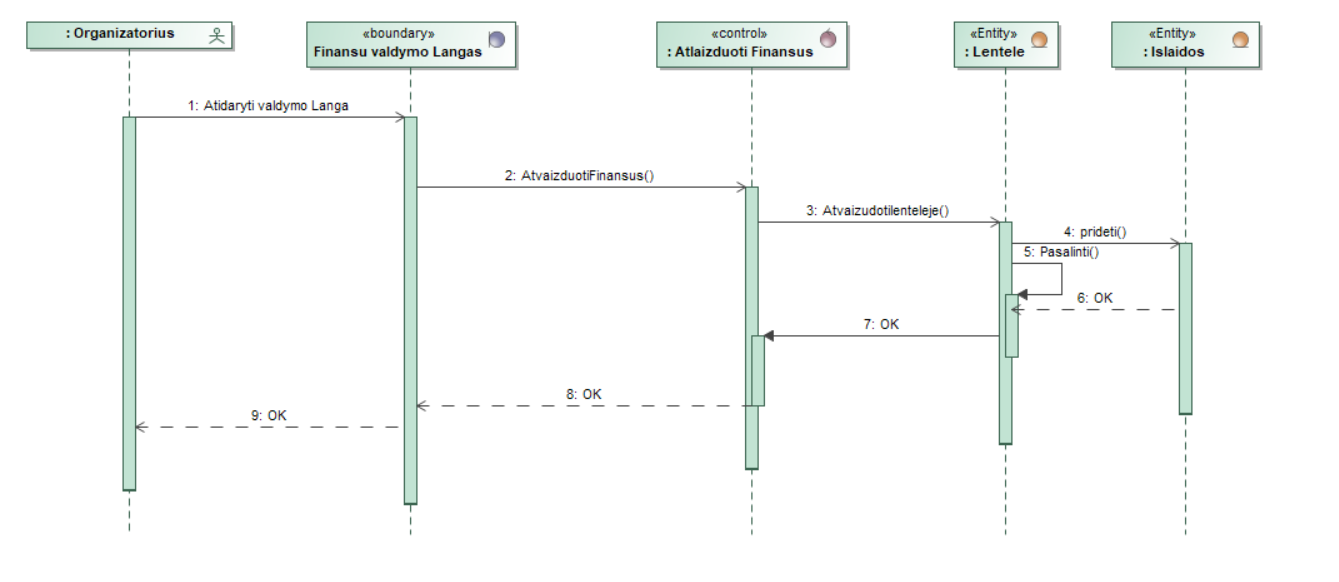 : Organizatorius
«boundary»
Finansu valdymo Langas
«control»
: Atlaizduoti Finansus
«Entity»
: Lentele
«Entity»
: Islaidos
1: Atidaryti valdymo Langa
2: AtvaizduotiFinansus()
3: Atvaizudotilenteleje()
4: prideti()
5: Pasalinti()
6: OK
7: OK
8: OK
9: OK